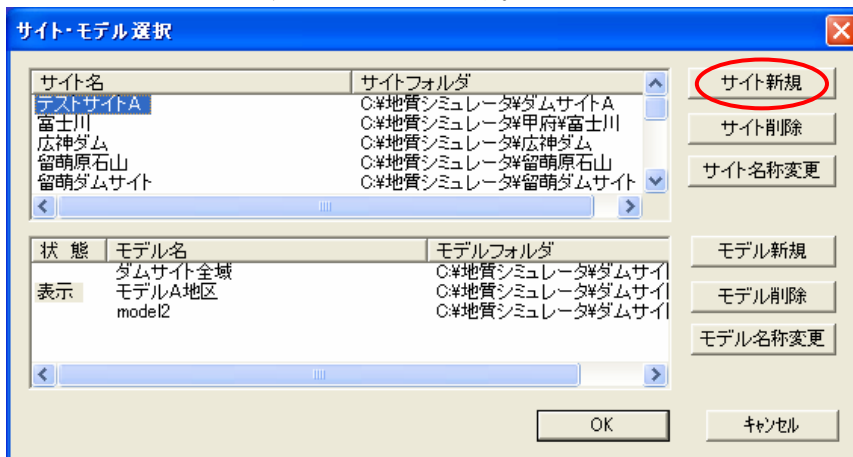 サイト・モデル選択
サイト名 サイトフォルダ
テストサイトA C:¥地質シミュレータ¥ダムサイトA
富士川 C:¥地質シミュレータ¥甲府¥富士川
広神ダム C:¥地質シミュレータ¥広神ダム
留萌原石山 C:¥地質シミュレータ¥留萌原石山
留萌ダムサイト C:¥地質シミュレータ¥留萌ダムサイト
サイト新規
サイト削除
サイト名称変更
状 態 モデル名 モデルフォルダ
ダムサイト全域 C:¥地質シミュレータ¥ダムサイ
表示 モデルA地区 C:¥地質シミュレータ¥ダムサイ
model2 C:¥地質シミュレータ¥ダムサイ
モデル新規
モデル削除
モデル名称変更
OK
キャンセル